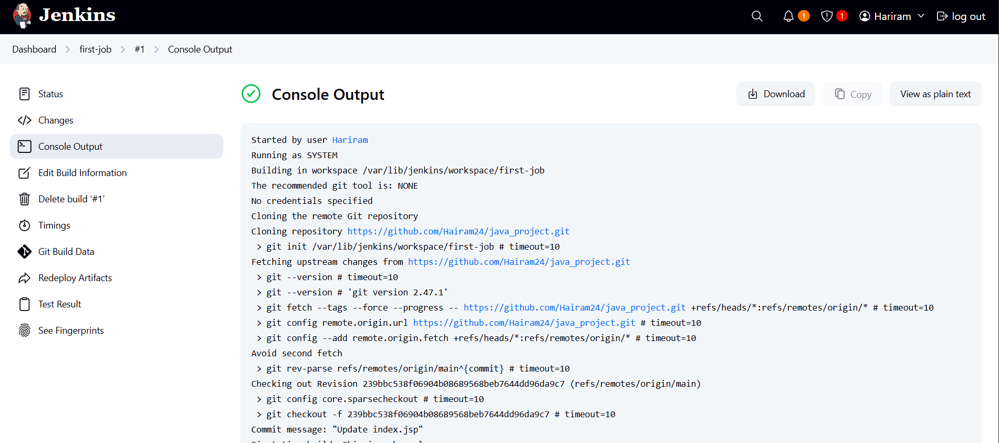 Jenkins
1
1
Hariram
log out
Dashboard
first-job
#1
Console Output
Status
Changes
Console Output
Edit Build Information
Delete build ‘#1’
Timings
Git Build Data
Redeploy Artifacts
Test Result
See Fingerprints
Console Output
Download
Copy
View as plain text
Started by user Hariram
Running as SYSTEM
Building in workspace /var/lib/jenkins/workspace/first-job
The recommended git tool is: NONE
No credentials specified
Cloning the remote Git repository
Cloning repository https://github.com/Hairam24/java_project.git
> git init /var/lib/jenkins/workspace/first-job # timeout=10
Fetching upstream changes from https://github.com/Hairam24/java_project.git
> git --version # timeout=10
> git --version # 'git version 2.47.1'
> git fetch --tags --force --progress -- https://github.com/Hairam24/java_project.git +refs/heads/*:refs/remotes/origin/* # timeout=10
> git config remote.origin.url https://github.com/Hairam24/java_project.git # timeout=10
> git config --add remote.origin.fetch +refs/heads/*:refs/remotes/origin/* # timeout=10
Avoid second fetch
> git rev-parse refs/remotes/origin/main^{commit} # timeout=10
Checking out Revision 239bbc538f06904b08689568beb7644dd96da9c7 (refs/remotes/origin/main)
> git config core.sparsecheckout # timeout=10
> git checkout -f 239bbc538f06904b08689568beb7644dd96da9c7 # timeout=10
Commit message: "Update index.jsp"